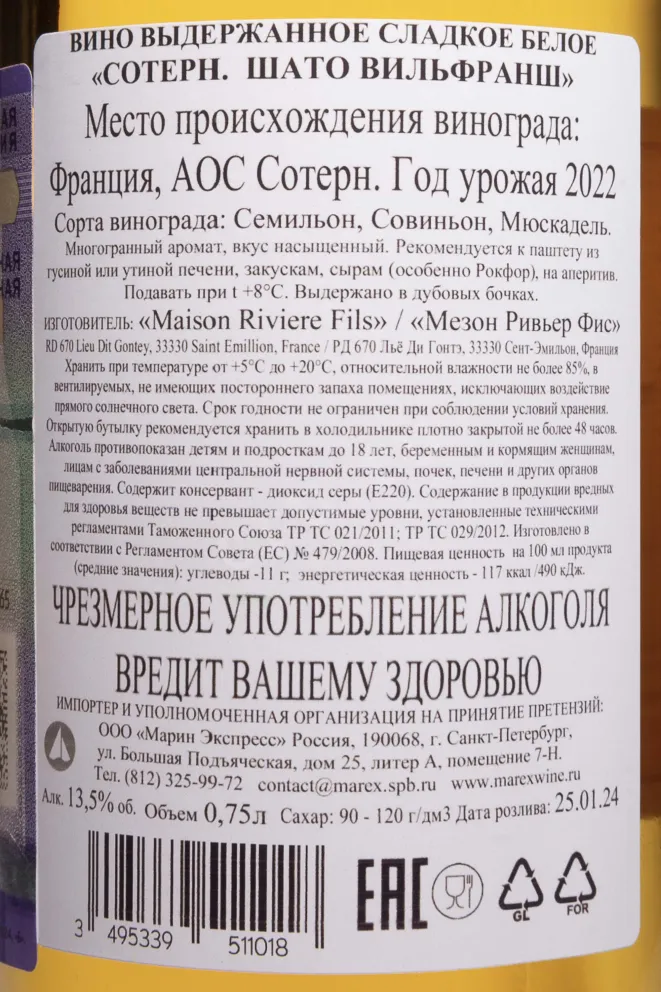 ВИНО ВЫДЕРЖАННОЕ СЛАДКОЕ БЕЛОЕ
«СОТЕРН. ШАТО ВИЛЬФРАНШ»
Место происхождения винограда:
Франция, АОС Сотерн. Год урожая 2022
Сорта винограда: Семильон, Совиньон, Мюскадель.
Многогранный аромат, вкус насыщенный. Рекомендуется к паштету из
гусиной или утиной печени, закускам, сырам (особенно Рокфор), на аперитив.
Подавать при t +8°С. Выдержано в дубовых бочках.
ИЗГОТОВИТЕЛЬ: «Maison Riviere Fils» / «Мезон Ривьер Фис»
RD 670 Lieu Dit Gontey, 33330 Saint Emillion, France / РД 670 Льё Ди Гонтэ, 33330 Сент-Эмильон, Франция
Хранить при температуре от +5°С до +20°С, относительной влажности не более 85%, в
вентилируемых, не имеющих постороннего запаха помещениях, исключающих воздействие
прямого солнечного света. Срок годности не ограничен при соблюдении условий хранения.
Открытую бутылку рекомендуется хранить в холодильнике плотно закрытой не более 48 часов.
Алкоголь противопоказан детям и подросткам до 18 лет, беременным и кормящим женщинам,
лицам с заболеваниями центральной нервной системы, почек, печени и других органов
пищеварения. Содержит консервант - диоксид серы (Е220). Содержание в продукции вредных
для здоровья веществ не превышает допустимые уровни, установленные техническими
регламентами Таможенного Союза ТР ТС 021/2011; ТР ТС 029/2012. Изготовлено в
соответствии с Регламентом Совета (ЕС) № 479/2008. Пищевая ценность на 100 мл продукта
(средние значения): углеводы -11 г; энергетическая ценность - 117 ккал /490 кДж.
ЧРЕЗМЕРНОЕ УПОТРЕБЛЕНИЕ АЛКОГОЛЯ
ВРЕДИТ ВАШЕМУ ЗДОРОВЬЮ
ИМПОРТЕР И УПОЛНОМОЧЕННАЯ ОРГАНИЗАЦИЯ НА ПРИНЯТИЕ ПРЕТЕНЗИЙ:
ООО «Марин Экспресс» Россия, 190068, г. Санкт-Петербург,
ул. Большая Подъяческая, дом 25, литер А, помещение 7-Н.
Тел. (812) 325-99-72 contact@marex.spb.ru www.marexwine.ru
Алк. 13,5% об. Объем 0,75л Сахар: 90 - 120 г/дм3 Дата розлива: 25.01.24
3 495339 511018
EAC
GL
FOR